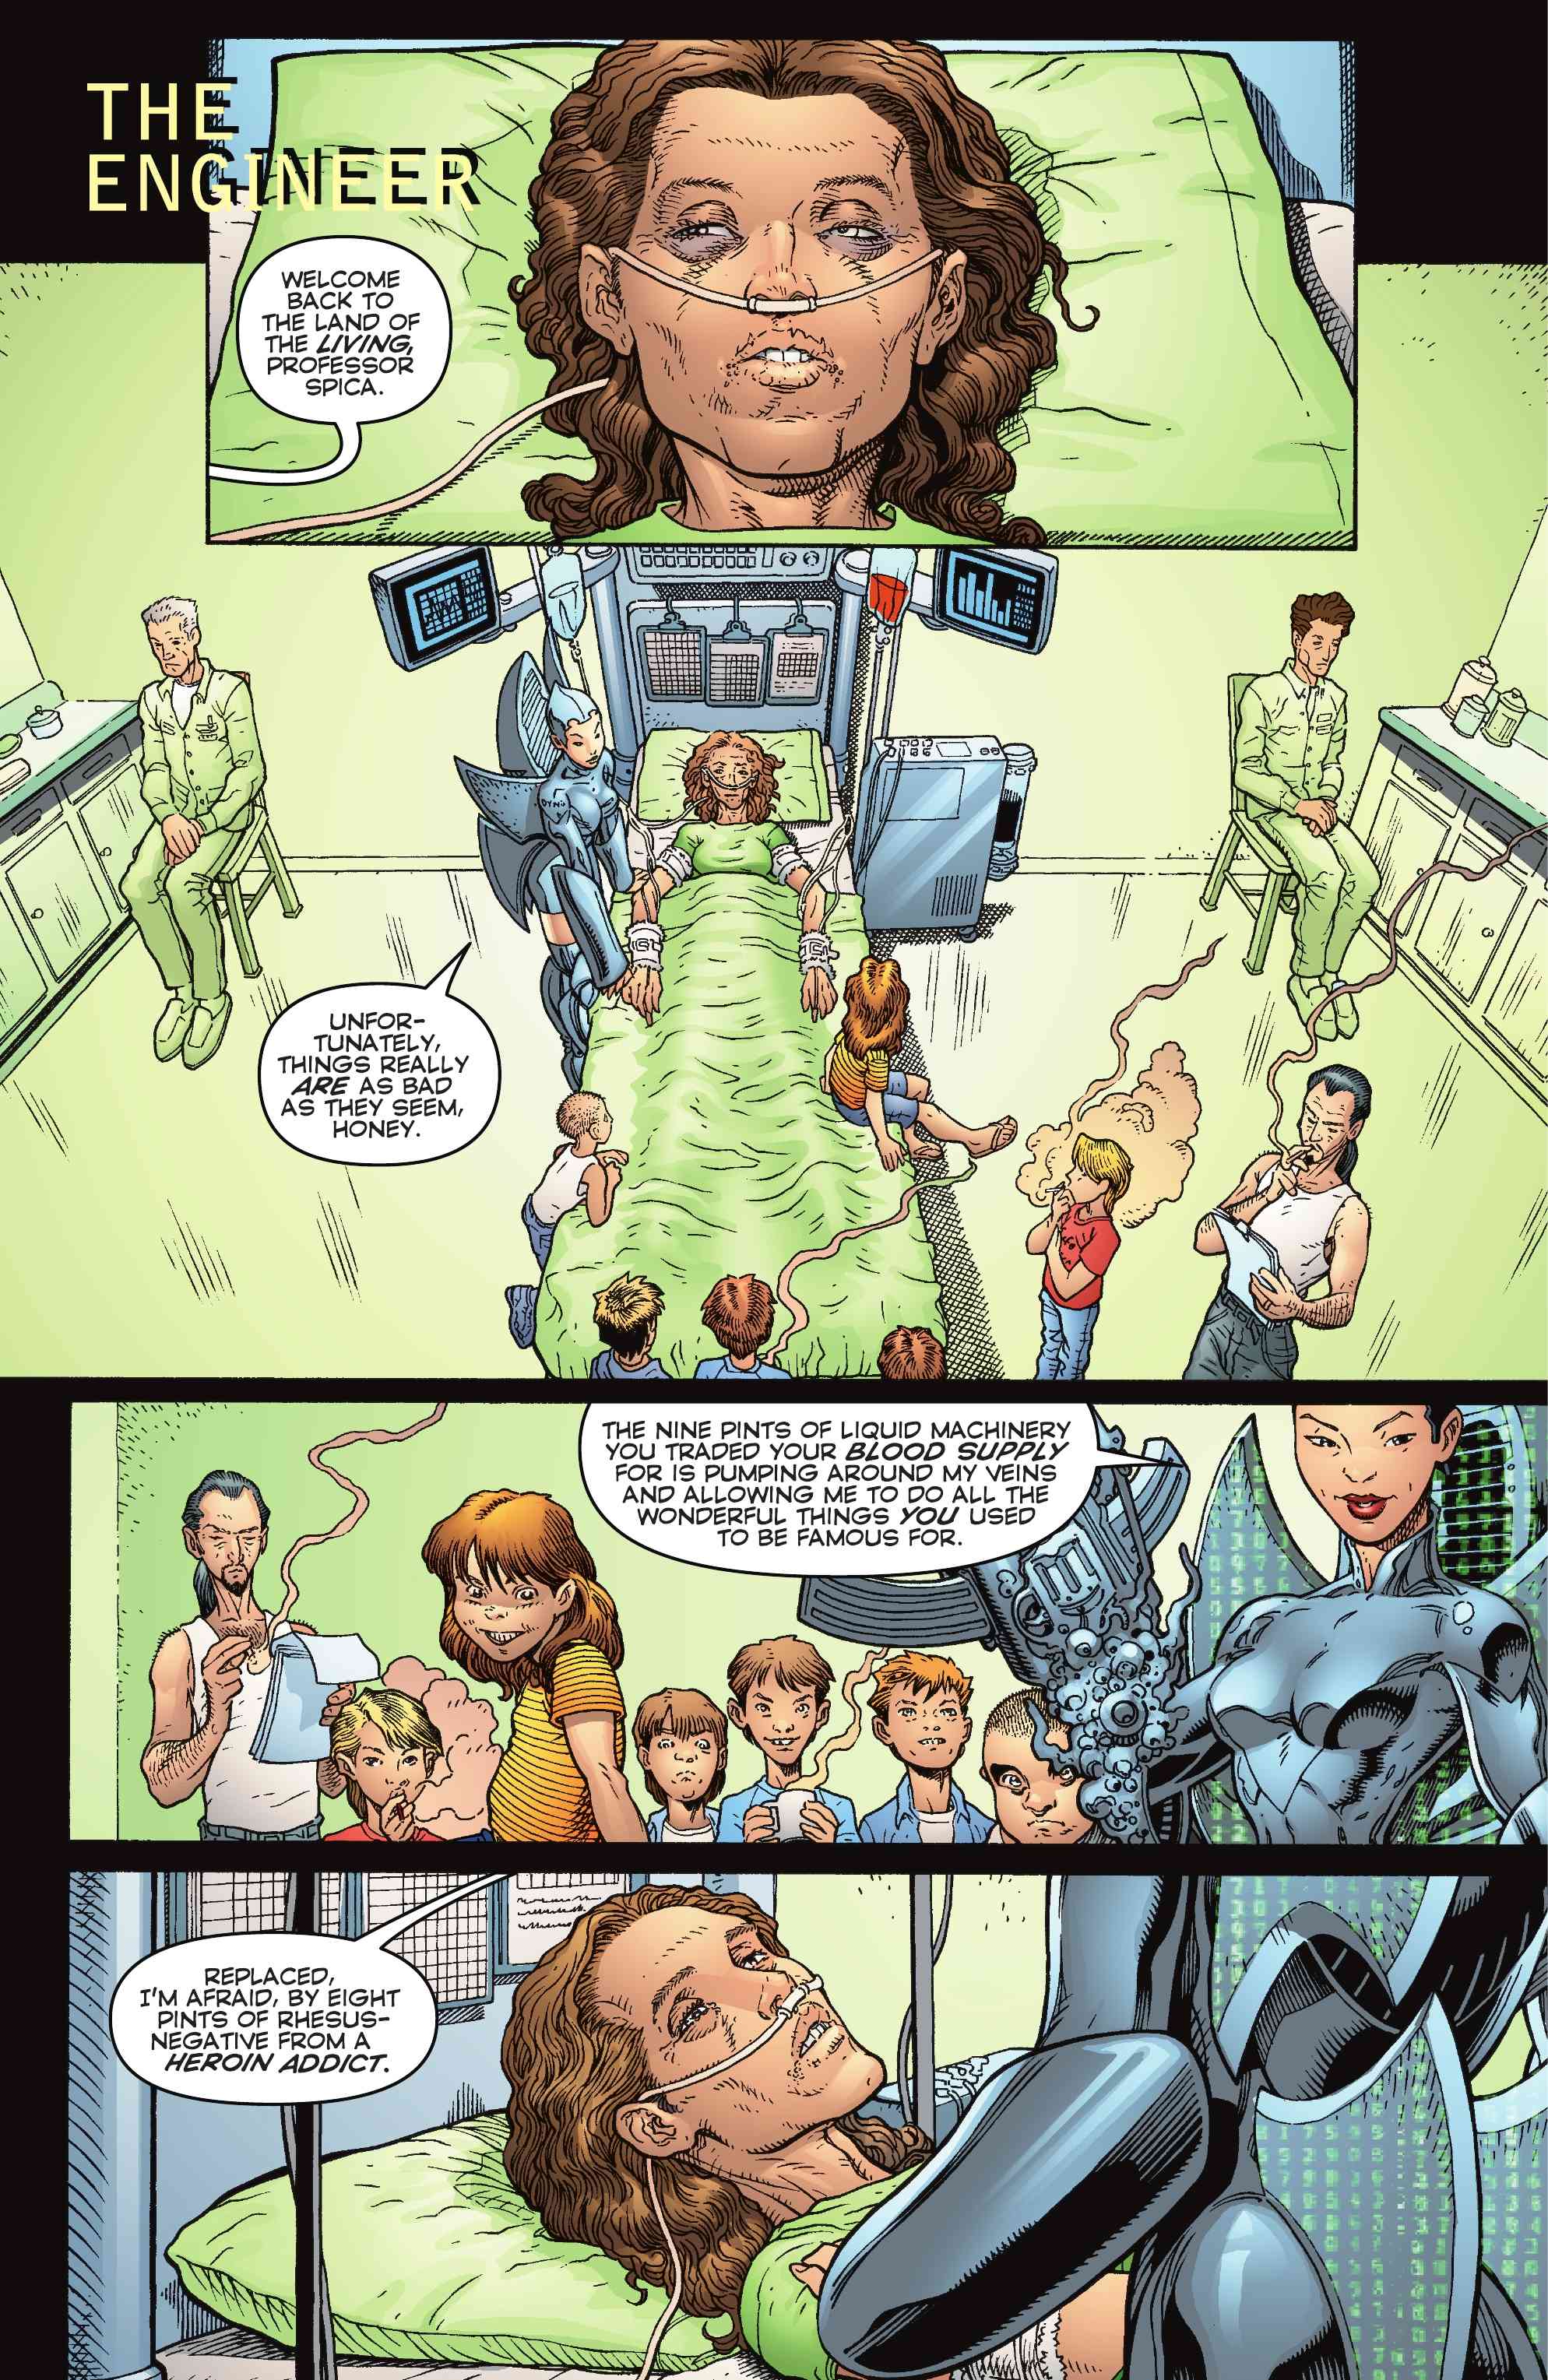 THE
ENGINEER
WELCOME
BACK TO
THE LAND OF
THE LIVING,
PROFESSOR
SPICA.
UNFOR-
TUNATELY,
THINGS REALLY
ARE AS BAD
AS THEY SEEM,
HONEY.
THE NINE PINTS OF LIQUID MACHINERY
YOU TRADED YOUR BLOOD SUPPLY
FOR IS PUMPING AROUND MY VEINS
AND ALLOWING ME TO DO ALL THE
WONDERFUL THINGS YOU USED
TO BE FAMOUS FOR.
REPLACED,
I'M AFRAID, BY EIGHT
PINTS OF RHESUS-
NEGATIVE FROM A
HEROIN ADDICT.